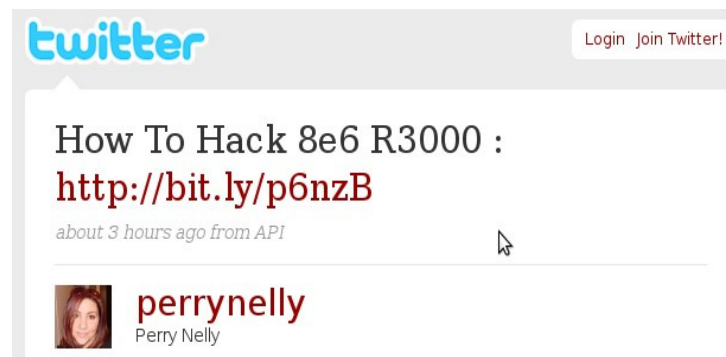 twitter
Login Join Twitter!
How To Hack 8e6 R3000 :
http://bit.ly/p6nzB
about 3 hours ago from API
perrynelly
Perry Nelly